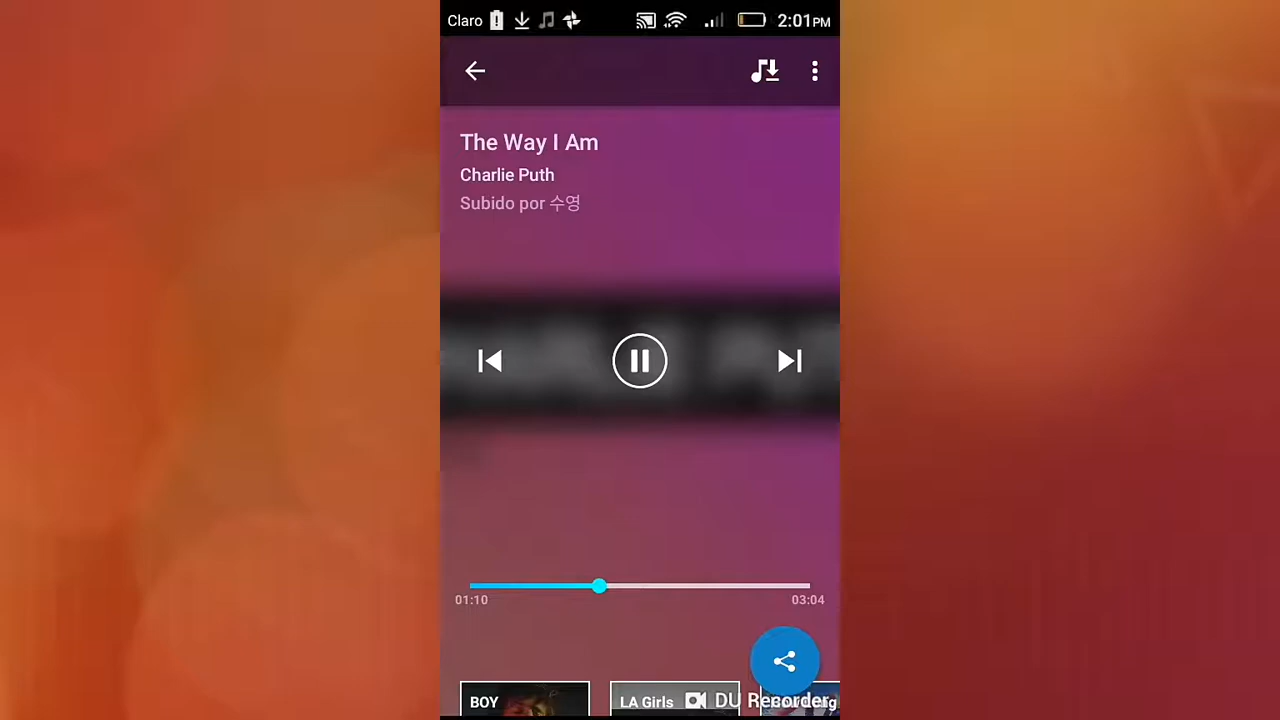 Claro 2:01PM
The Way I Am
Charlie Puth
Subido por 수영
01:10 03:04
BOY LA Girls
DU Recorder